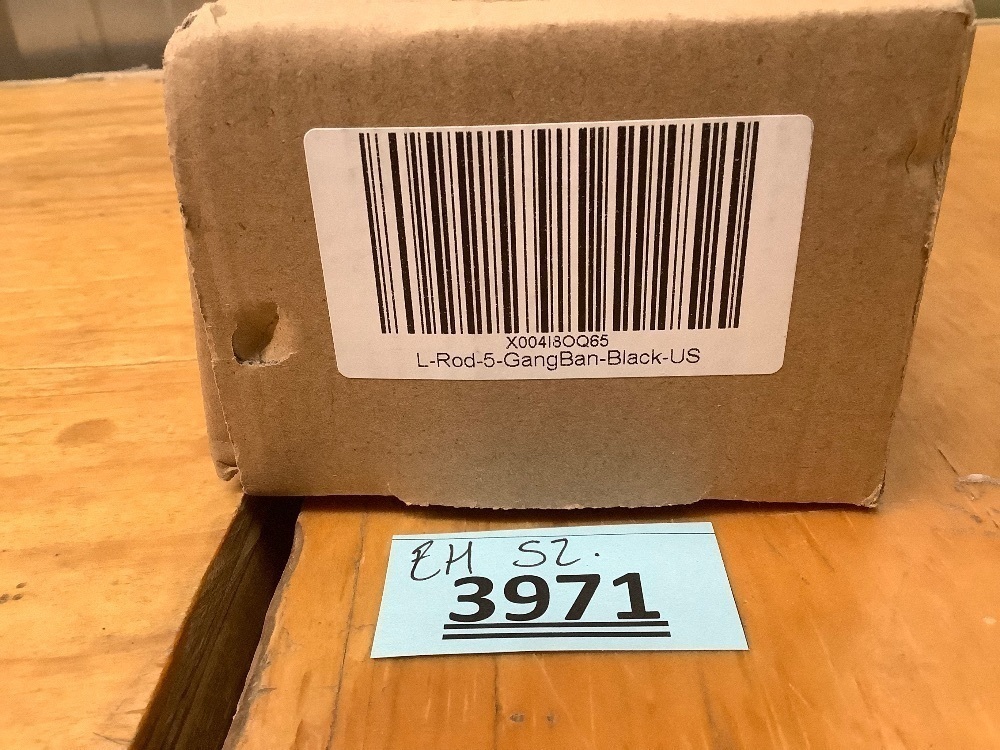 X004I8OQ65
L-Rod-5-GangBan-Black-US
EH SZ.
3971